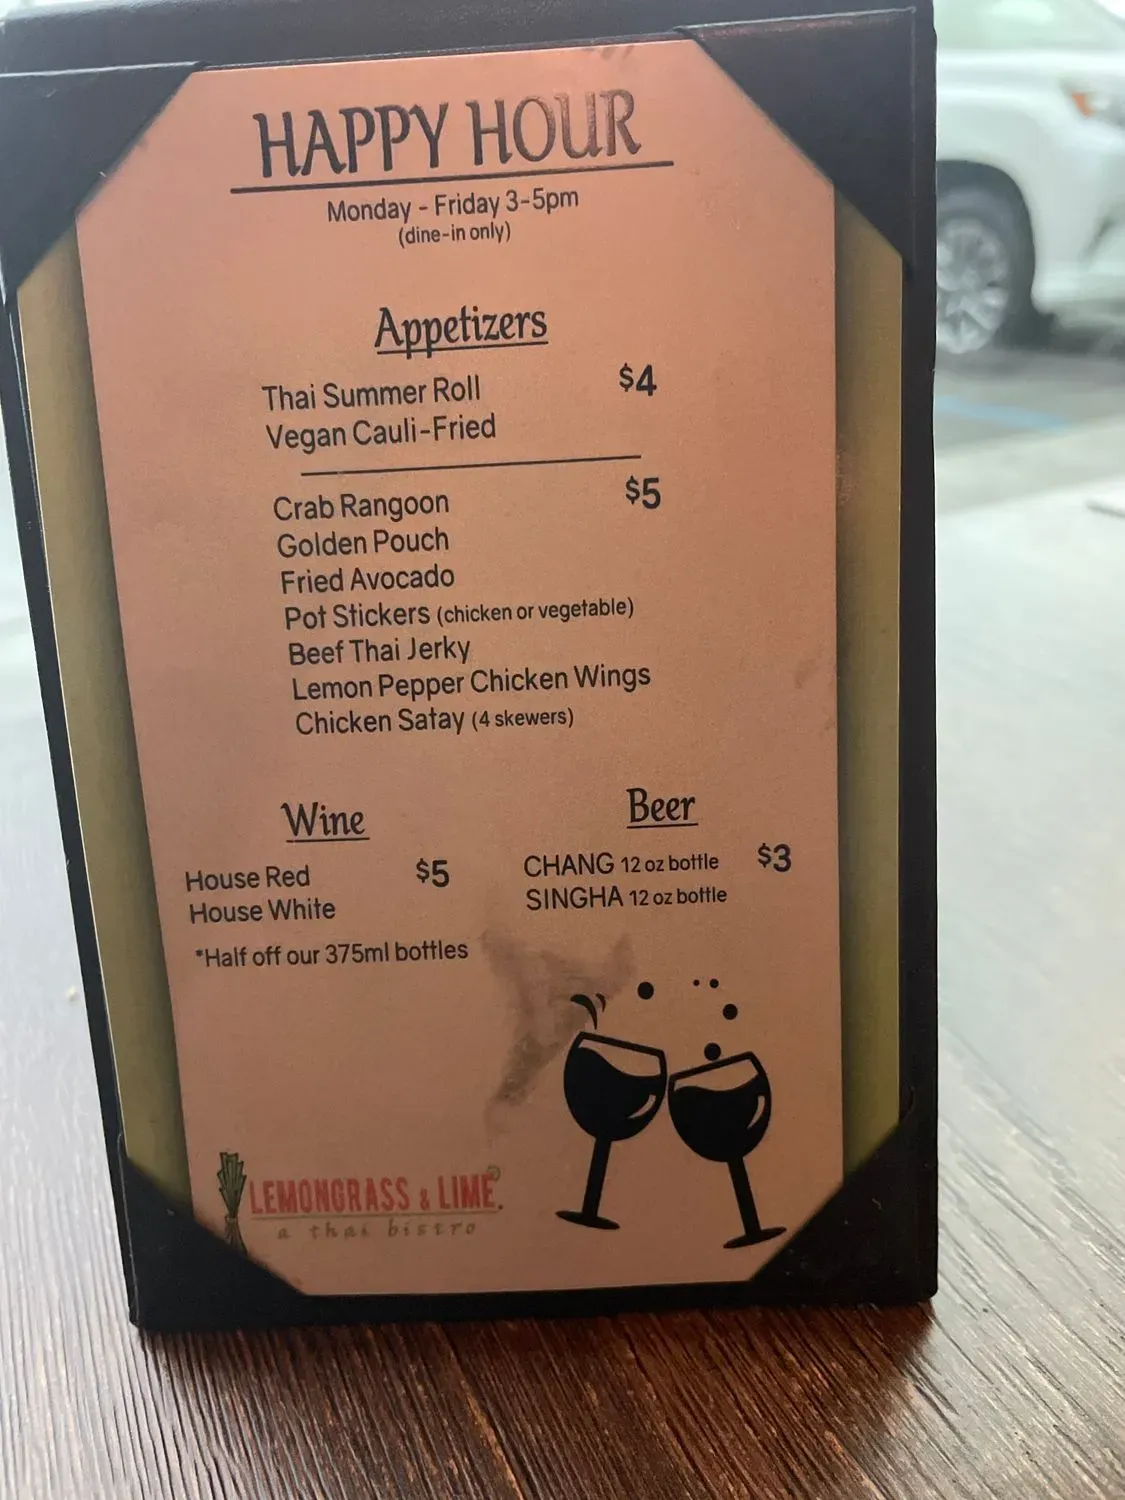 HAPPY HOUR
Monday - Friday 3-5pm
(dine-in only)
Appetizers
Thai Summer Roll $4
Vegan Cauli-Fried
Crab Rangoon $5
Golden Pouch
Fried Avocado
Pot Stickers (chicken or vegetable)
Beef Thai Jerky
Lemon Pepper Chicken Wings
Chicken Satay (4 skewers)
Wine
House Red $5
House White
*Half off our 375ml bottles
Beer
CHANG 12 oz bottle $3
SINGHA 12 oz bottle
LEMONGRASS & LIME.
a thai bistro